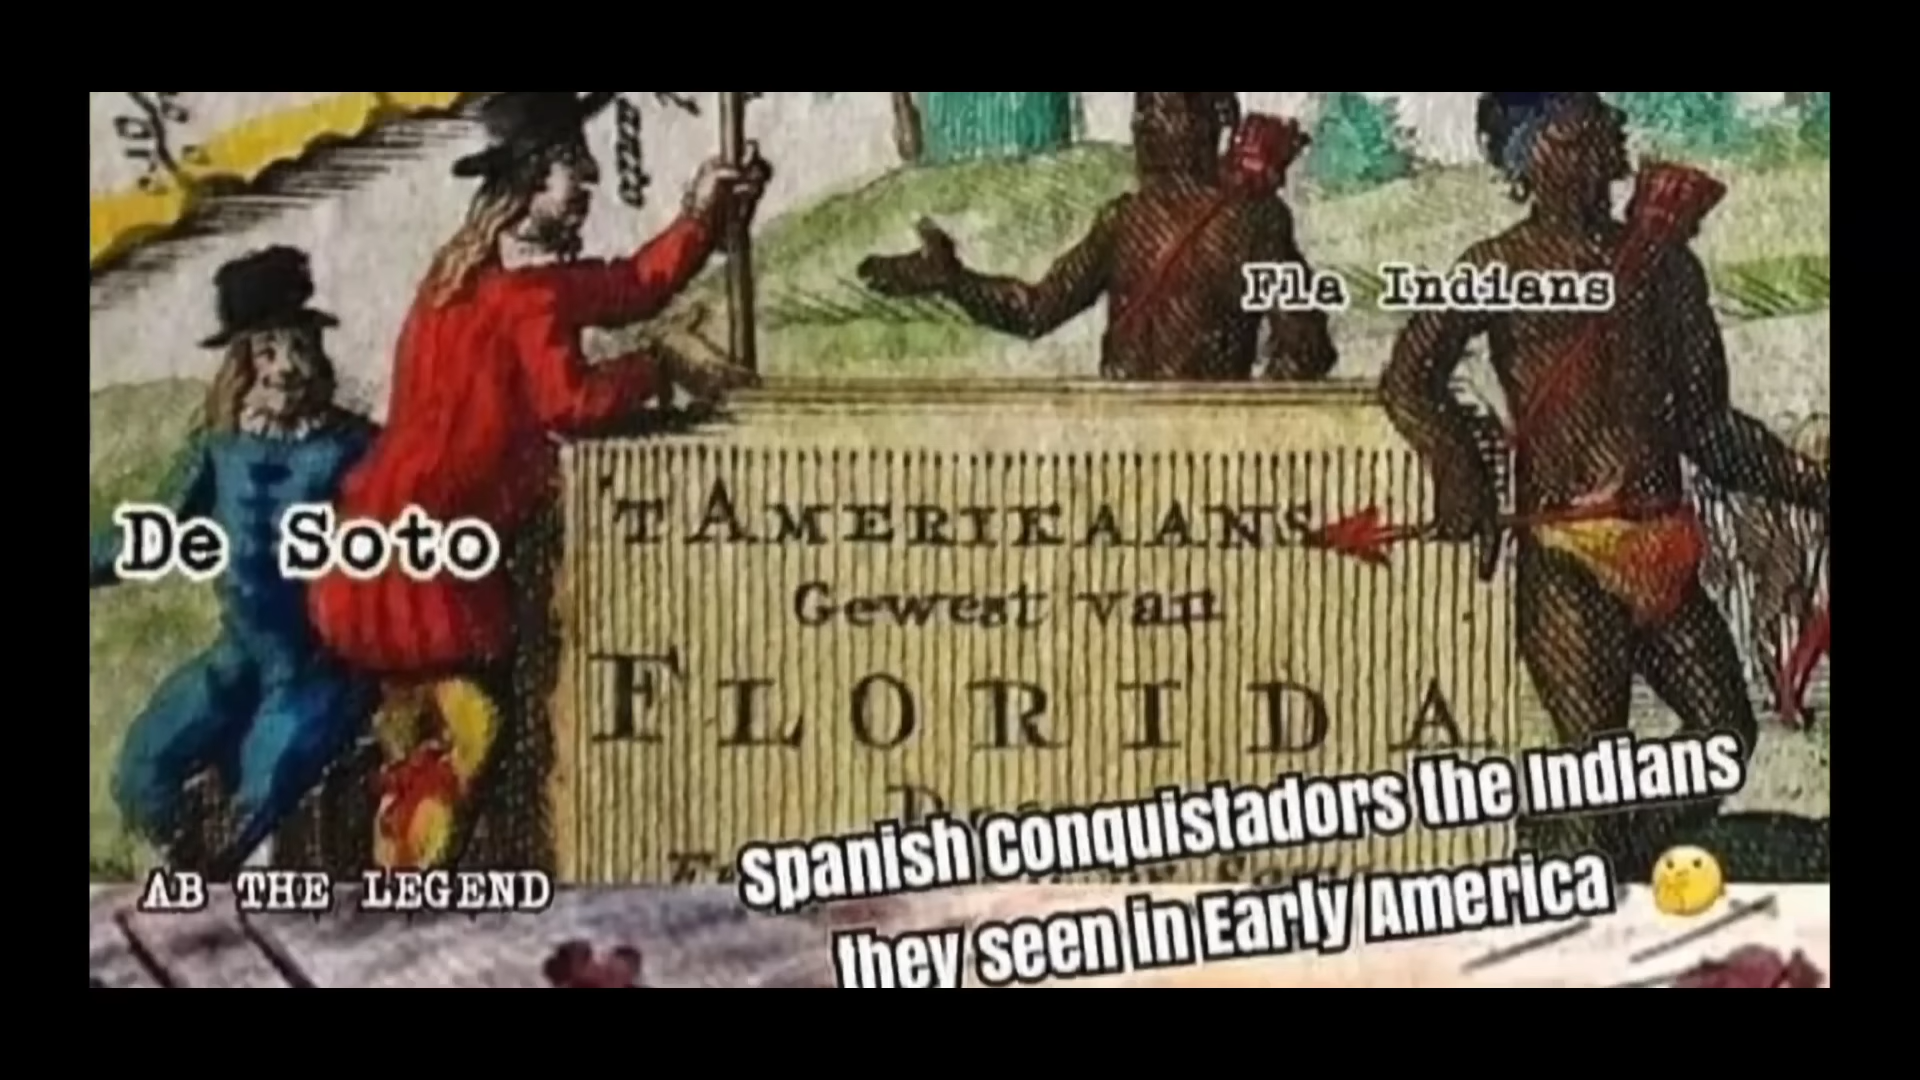 Fla Indians
De Soto
'T AMERIKAANS
Gewest van
FLORIDA
AB THE LEGEND
spanish conquistadors the Indians
they seen in Early America